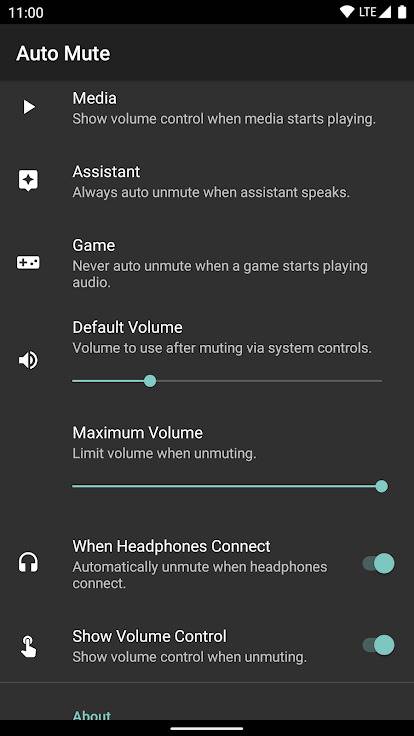 11:00
LTE
Auto Mute
Media
Show volume control when media starts playing.
Assistant
Always auto unmute when assistant speaks.
Game
Never auto unmute when a game starts playing
audio.
Default Volume
Volume to use after muting via system controls.
Maximum Volume
Limit volume when unmuting.
When Headphones Connect
Automatically unmute when headphones
connect.
Show Volume Control
Show volume control when unmuting.
About